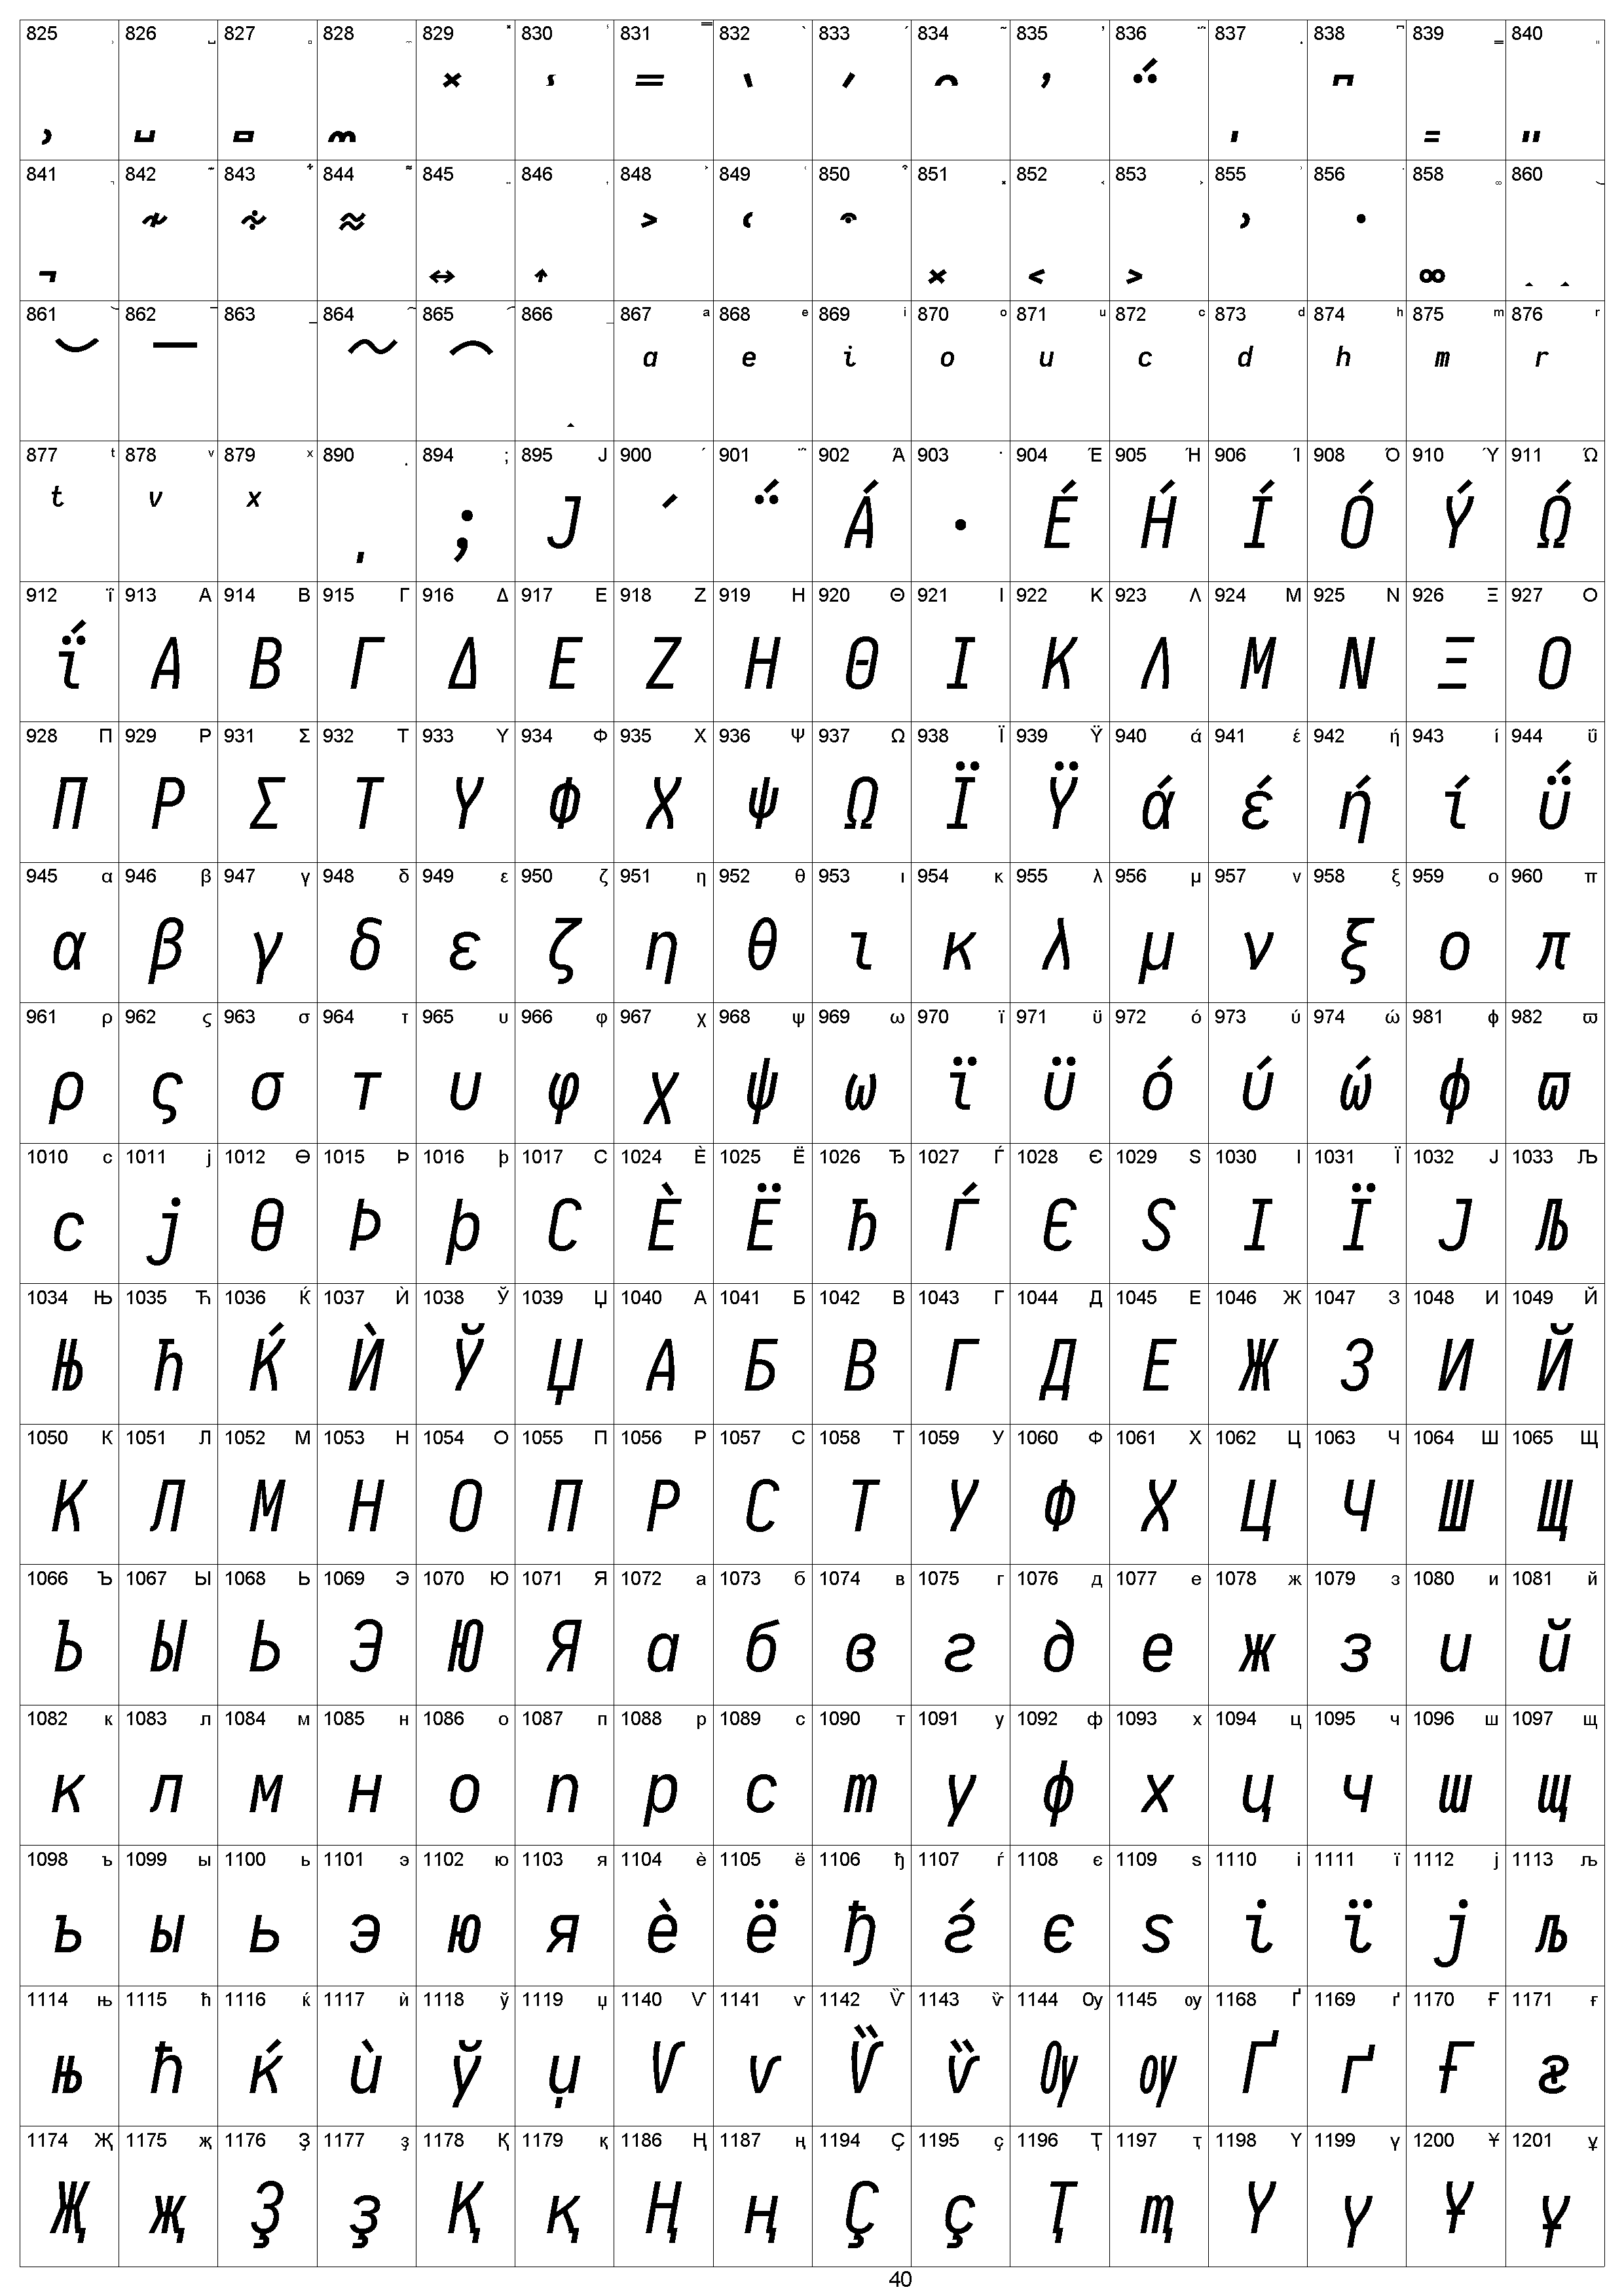 825 826 827 828 829 830 831 832 833 834 835 836 837 838 839 840
841 842 843 844 845 846 848 849 850 851 852 853 855 856 858 860
861 862 863 864 865 866 867 a 868 e 869 i 870 o 871 u 872 c 873 d 874 h 875 m 876 r
a e i o u c d h m r
877 t 878 v 879 x 890 894 ; 895 Ϳ 900 ΄ 901 ΅ 902 Ά 903 · 904 Έ 905 Ή 906 Ί 908 Ό 910 Ύ 911 Ώ
t v x ͺ ; Ϳ ΄ ΅ Ά · Έ Ή Ί Ό Ύ Ώ
912 ΐ 913 Α 914 Β 915 Γ 916 Δ 917 Ε 918 Ζ 919 Η 920 Θ 921 Ι 922 Κ 923 Λ 924 Μ 925 Ν 926 Ξ 927 Ο
ΐ Α Β Γ Δ Ε Ζ Η Θ Ι Κ Λ Μ Ν Ξ Ο
928 Π 929 Ρ 931 Σ 932 Τ 933 Υ 934 Φ 935 Χ 936 Ψ 937 Ω 938 Ϊ 939 Ϋ 940 ά 941 έ 942 ή 943 ί 944 ΰ
Π Ρ Σ Τ Υ Φ Χ Ψ Ω Ϊ Ϋ ά έ ή ί ΰ
945 α 946 β 947 γ 948 δ 949 ε 950 ζ 951 η 952 θ 953 ι 954 κ 955 λ 956 μ 957 ν 958 ξ 959 ο 960 π
α β γ δ ε ζ η θ ι κ λ μ ν ξ ο π
961 ρ 962 ς 963 σ 964 τ 965 υ 966 φ 967 χ 968 ψ 969 ω 970 ϊ 971 ϋ 972 ό 973 ύ 974 ώ 981 ϕ 982 ϖ
ρ ς σ τ υ φ χ ψ ω ϊ ϋ ό ύ ώ ϕ ϖ
1010 ϲ 1011 ϳ 1012 ϴ 1015 Ϸ 1016 ϸ 1017 Ϲ 1024 Ѐ 1025 Ё 1026 Ђ 1027 Ѓ 1028 Є 1029 Ѕ 1030 І 1031 Ї 1032 Ј 1033 Љ
ϲ ϳ ϴ Ϸ ϸ Ϲ Ѐ Ё Ђ Ѓ Є Ѕ І Ї Ј Љ
1034 Њ 1035 Ћ 1036 Ќ 1037 Ѝ 1038 Ў 1039 Џ 1040 А 1041 Б 1042 В 1043 Г 1044 Д 1045 Е 1046 Ж 1047 З 1048 И 1049 Й
Њ Ћ Ќ Ѝ Ў Џ А Б В Г Д Е Ж З И Й
1050 К 1051 Л 1052 М 1053 Н 1054 О 1055 П 1056 Р 1057 С 1058 Т 1059 У 1060 Ф 1061 Х 1062 Ц 1063 Ч 1064 Ш 1065 Щ
К Л М Н О П Р С Т У Ф Х Ц Ч Ш Щ
1066 Ъ 1067 Ы 1068 Ь 1069 Э 1070 Ю 1071 Я 1072 а 1073 б 1074 в 1075 г 1076 д 1077 е 1078 ж 1079 з 1080 и 1081 й
Ъ Ы Ь Э Ю Я а б в г д е ж з и й
1082 к 1083 л 1084 м 1085 н 1086 о 1087 п 1088 р 1089 с 1090 т 1091 у 1092 ф 1093 х 1094 ц 1095 ч 1096 ш 1097 щ
к л м н о п р с т у ф х ц ч ш щ
1098 ъ 1099 ы 1100 ь 1101 э 1102 ю 1103 я 1104 ѐ 1105 ё 1106 ђ 1107 ѓ 1108 є 1109 ѕ 1110 і 1111 ї 1112 ј 1113 љ
ъ ы ь э ю я ѐ ё ђ ѓ є ѕ і ї ј љ
1114 њ 1115 ћ 1116 ќ 1117 ѝ 1118 ў 1119 џ 1140 Ѵ 1141 ѵ 1142 Ѷ 1143 ѷ 1144 Ѹ 1145 ѹ 1168 Ґ 1169 ґ 1170 Ғ 1171 ғ
њ ћ ќ ѝ ў џ Ѵ ѵ Ѷ ѷ Ѹ ѹ Ґ ґ Ғ ғ
1174 Җ 1175 җ 1176 Ҙ 1177 ҙ 1178 Қ 1179 қ 1186 Ң 1187 ң 1194 Ҫ 1195 ҫ 1196 Ҭ 1197 ҭ 1198 Ү 1199 ү 1200 Ұ 1201 ұ
Җ җ Ҙ ҙ Қ қ Ң ң Ҫ ҫ Ҭ ҭ Ү ү Ұ ұ
40